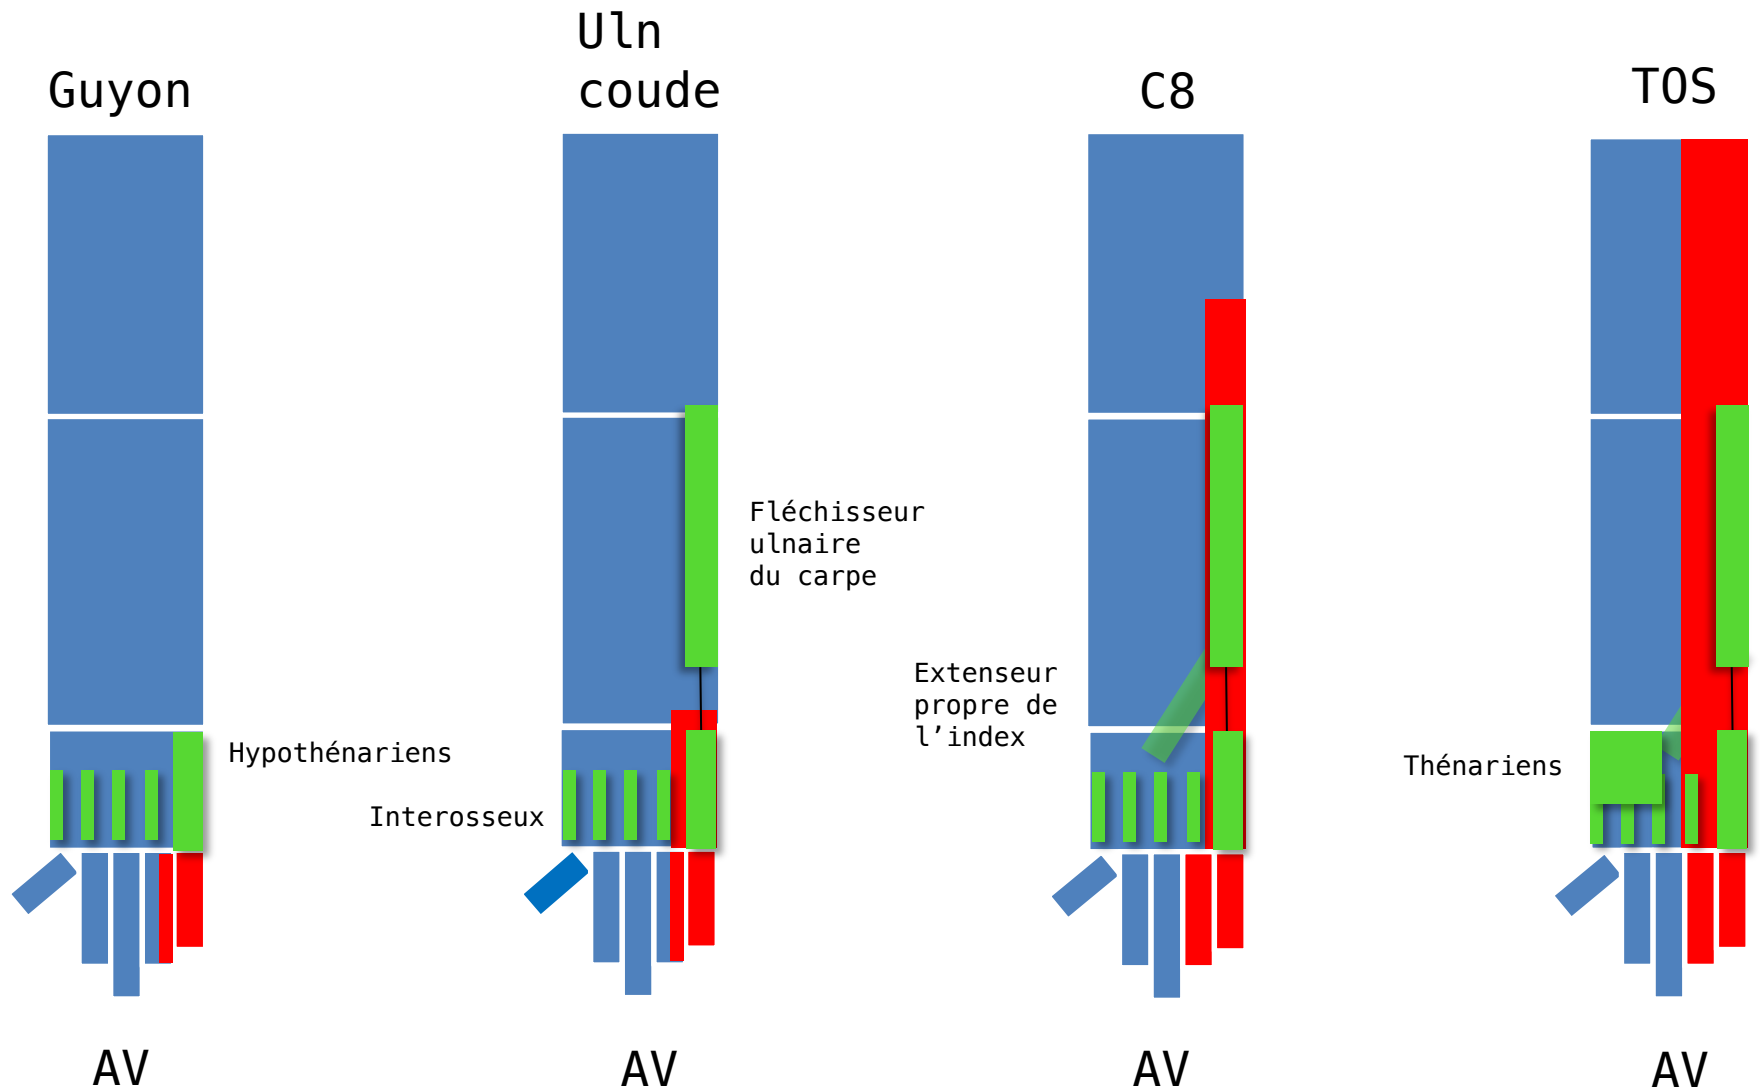 Guyon
Uln
coude
C8
TOS
Fléchisseur
ulnaire
du carpe
Extenseur
propre de
l’index
Hypothénariens
Interosseux
Thénariens
AV
AV
AV
AV